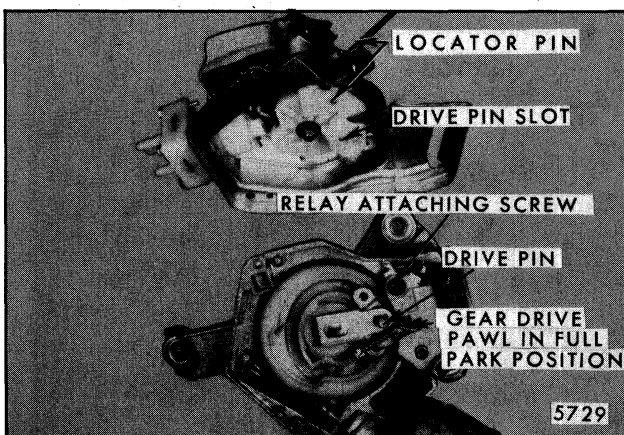 LOCATOR PIN
DRIVE PIN SLOT
RELAY ATTACHING SCREW
DRIVE PIN
GEAR DRIVE
PAWL IN FULL
PARK POSITION
5729